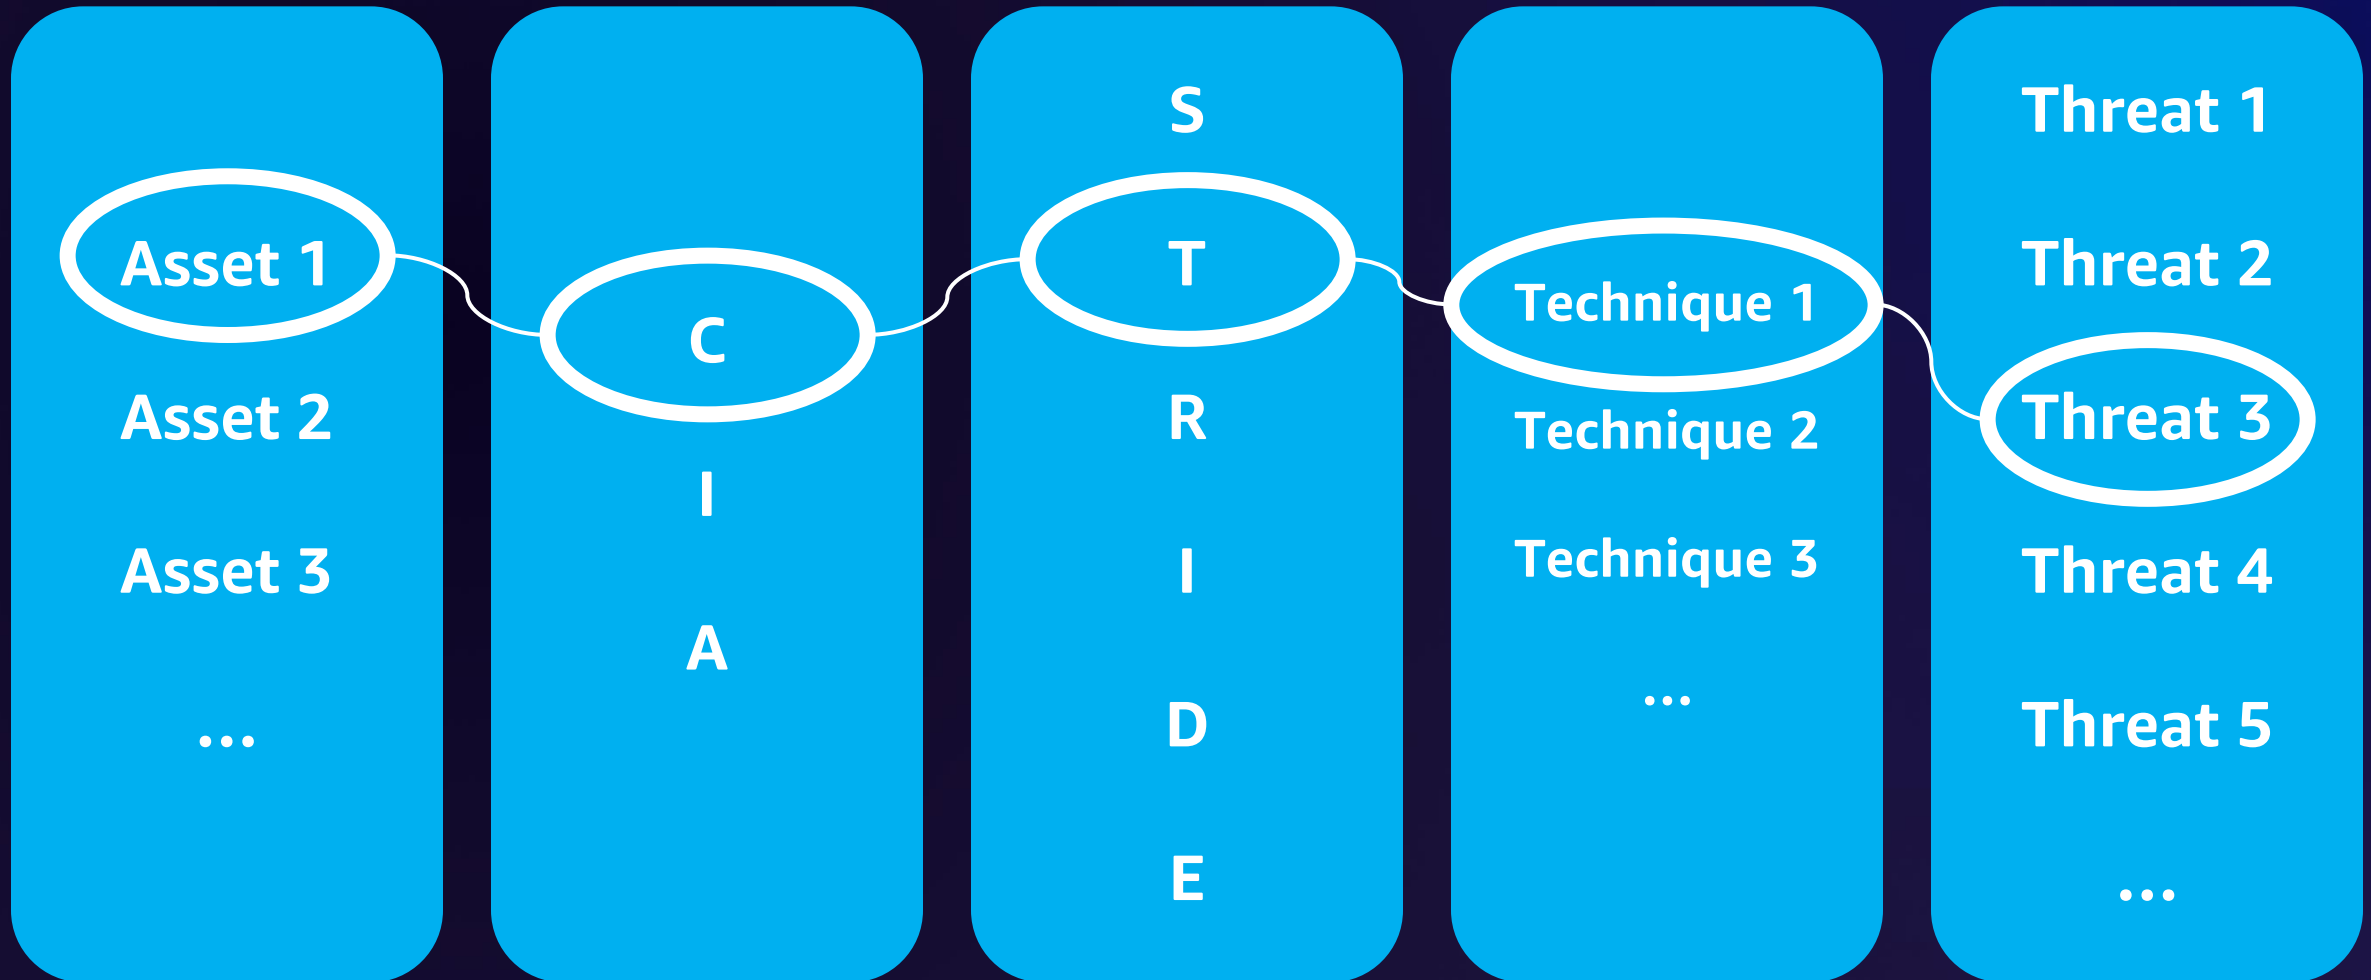 Asset 1
Asset 2
Asset 3
...
C
I
A
S
T
R
I
D
E
Technique 1
Technique 2
Technique 3
...
Threat 1
Threat 2
Threat 3
Threat 4
Threat 5
...